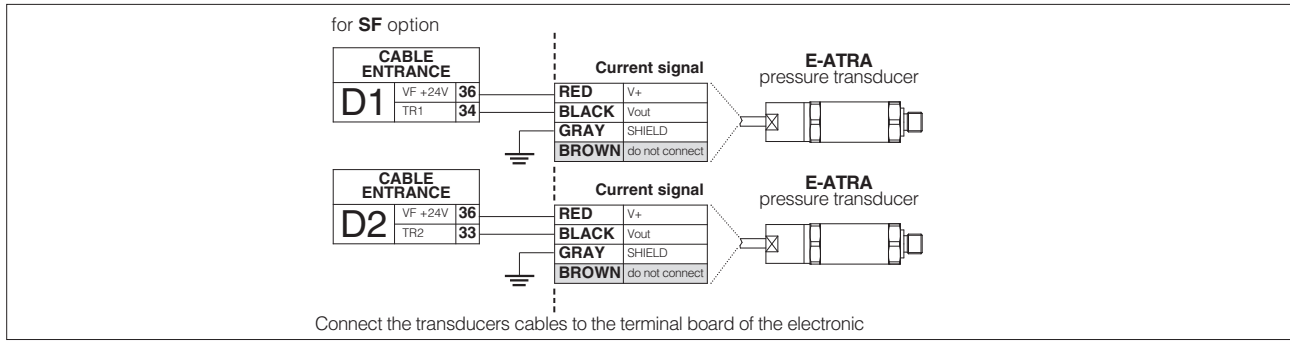 for SF option
CABLE ENTRANCE
D1
VF +24V 36
TR1 34
Current signal
RED V+
BLACK Vout
GRAY SHIELD
BROWN do not connect
E-ATRA
pressure transducer
CABLE ENTRANCE
D2
VF +24V 36
TR2 33
Current signal
RED V+
BLACK Vout
GRAY SHIELD
BROWN do not connect
E-ATRA
pressure transducer
Connect the transducers cables to the terminal board of the electronic